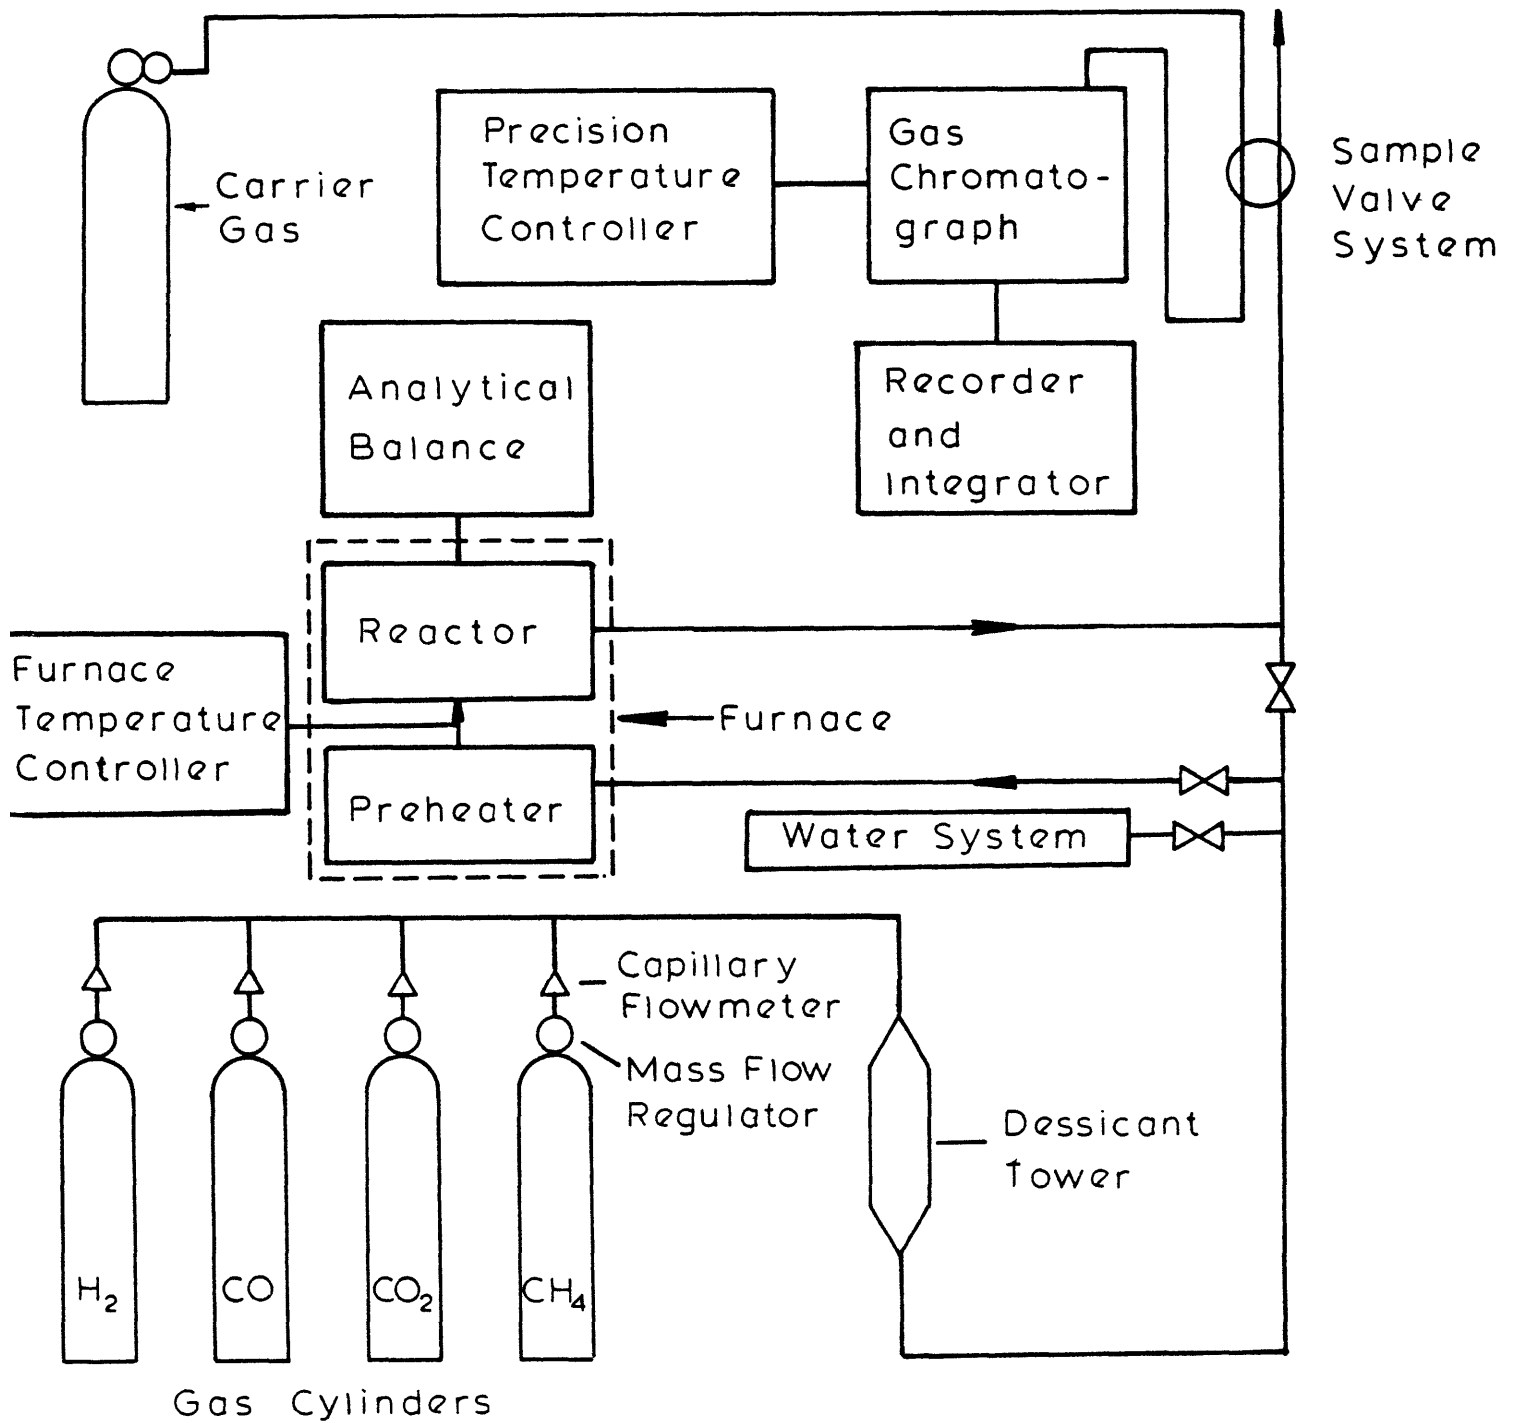 Carrier
Gas
Precision
Temperature
Controller
Gas
Chromato-
graph
Sample
Valve
System
Analytical
Balance
Recorder
and
Integrator
Reactor
Furnace
Temperature
Controller
Furnace
Preheater
Water System
Capillary
Flowmeter
Mass Flow
Regulator
Dessicant
Tower
H2
CO
CO2
CH4
Gas Cylinders